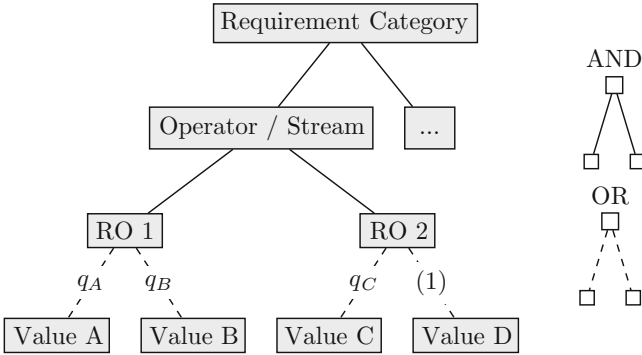 Requirement Category
AND
Operator / Stream
...
OR
RO 1
RO 2
q_A
q_B
q_C
(1)
Value A
Value B
Value C
Value D